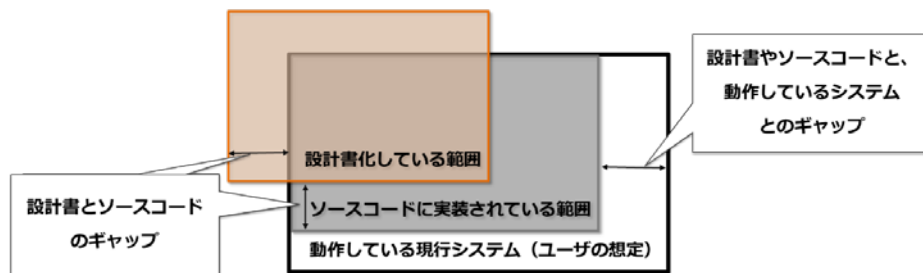 設計書やソースコードと、
動作しているシステム
とのギャップ
設計書化している範囲
設計書とソースコード
のギャップ
ソースコードに実装されている範囲
動作している現行システム（ユーザの想定）